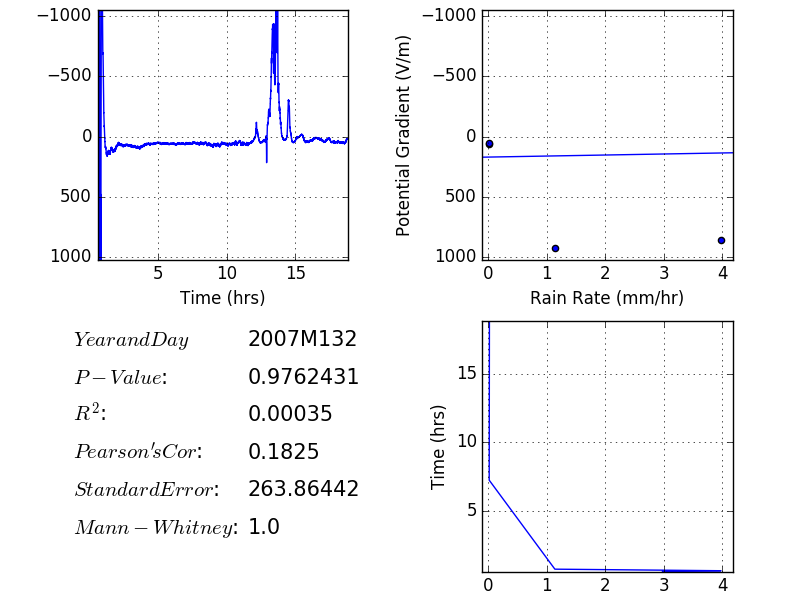 −1000
−500
0
500
1000
5 10 15
Time (hrs)
Potential Gradient (V/m)
−1000
−500
0
500
1000
0 1 2 3 4
Rain Rate (mm/hr)
YearandDay 2007M132
P−Value: 0.9762431
R²: 0.00035
Pearson'sCor: 0.1825
StandardError: 263.86442
Mann−Whitney: 1.0
Time (hrs)
15
10
5
0 1 2 3 4